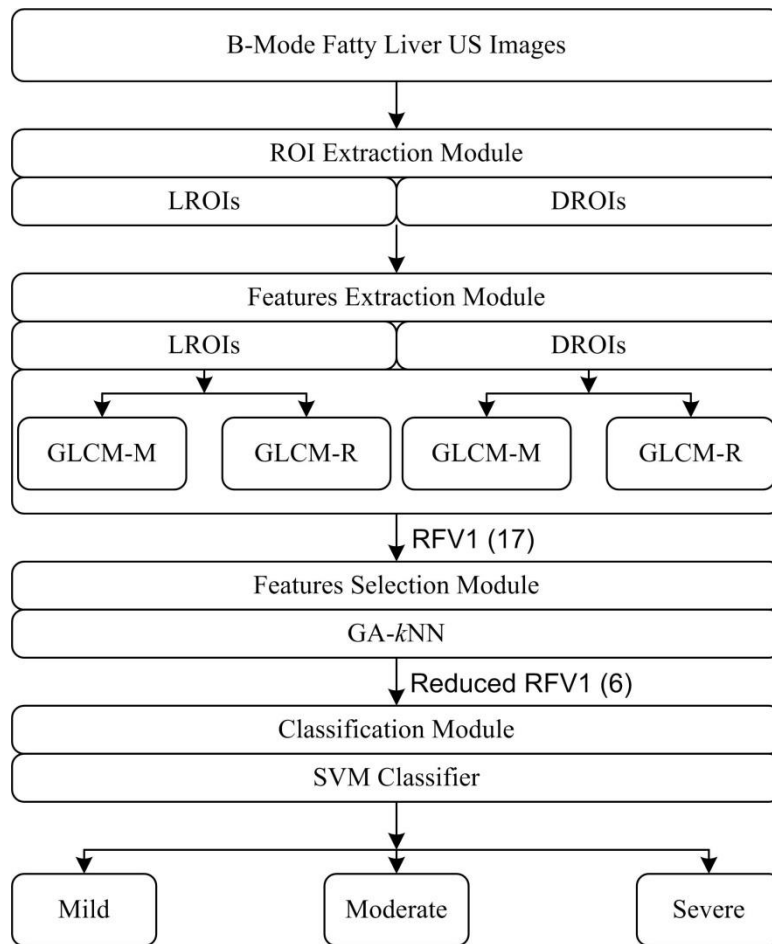 B-Mode Fatty Liver US Images
ROI Extraction Module
LROIs DROIs
Features Extraction Module
LROIs DROIs
GLCM-M GLCM-R GLCM-M GLCM-R
RFV1 (17)
Features Selection Module
GA-kNN
Reduced RFV1 (6)
Classification Module
SVM Classifier
Mild Moderate Severe